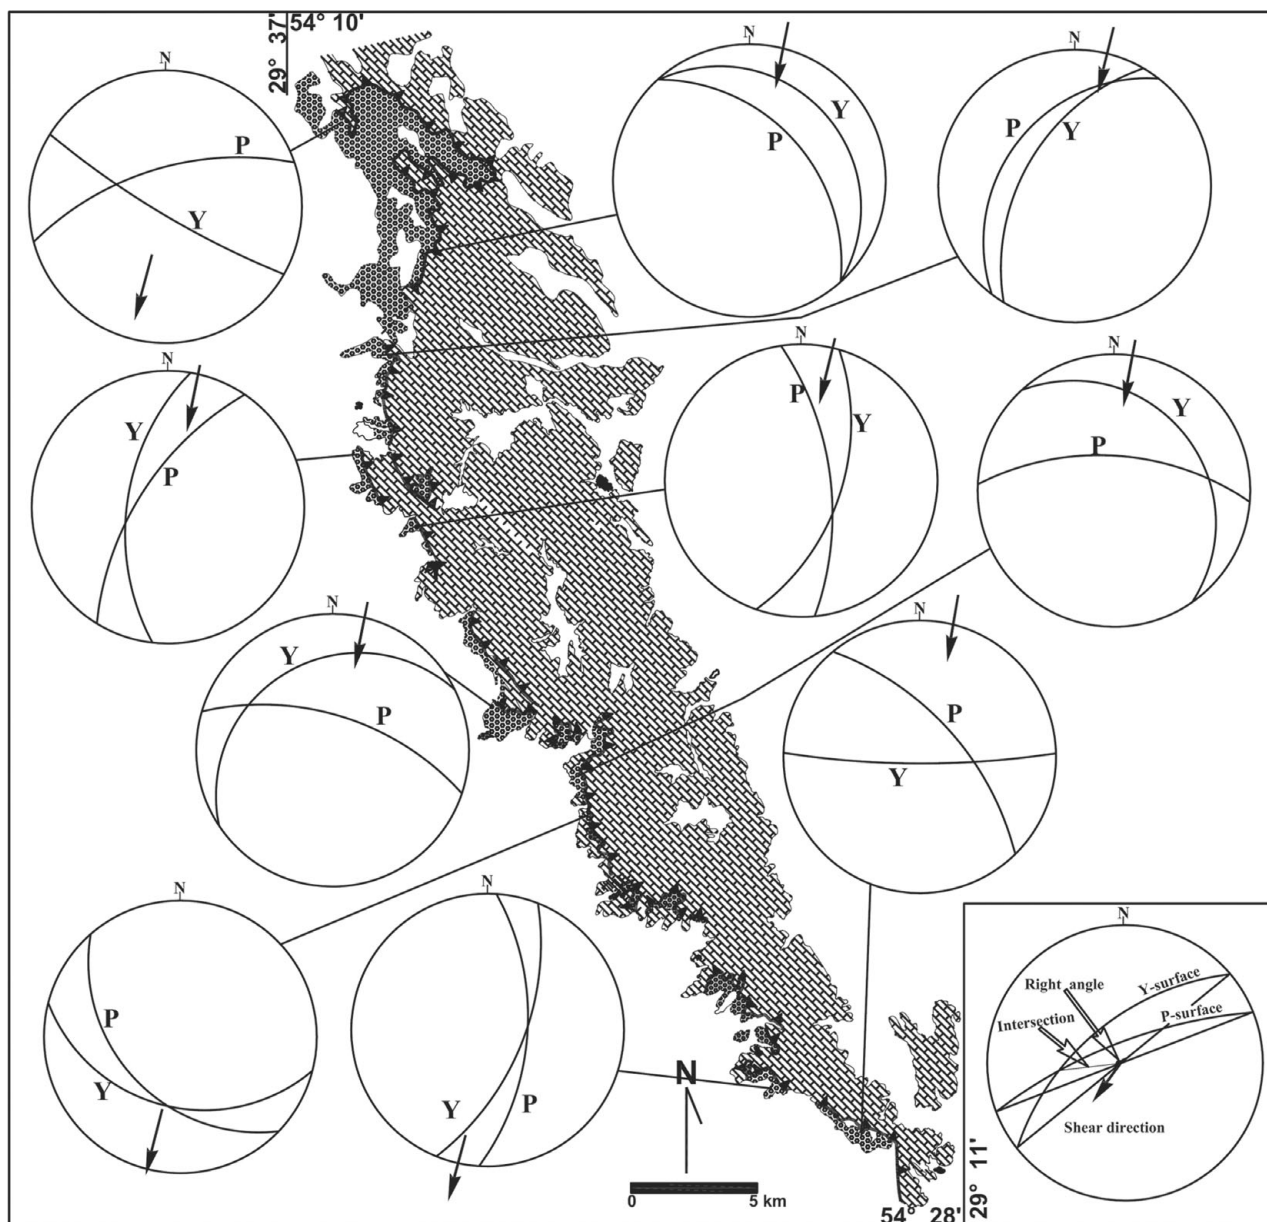 29° 37'
54° 10'
N
P
Y
N
Y
P
N
P
Y
N
Y
P
N
P
Y
N
Y
P
N
Y
P
N
P
Y
N
P
Y
N
Y
P
N
0 5 km
N
Y-surface
Right angle
P-surface
Intersection
Shear direction
29° 11'
54° 28'